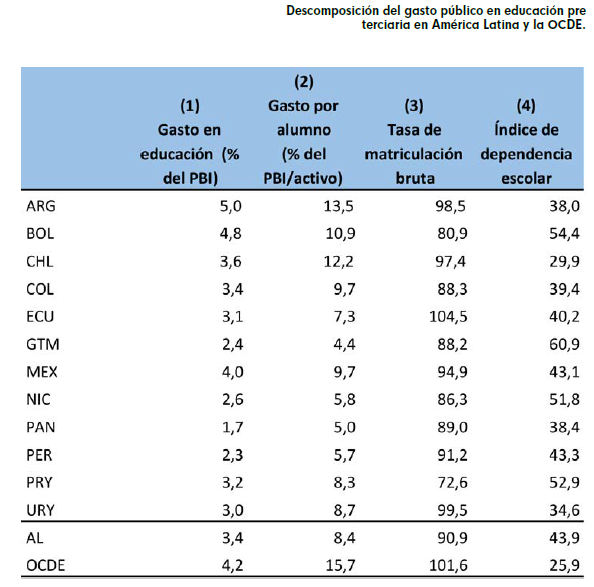 Descomposición del gasto público en educación pre
terciaria en América Latina y la OCDE.
(1) Gasto en educación (% del PBI) (2) Gasto por alumno (% del PBI/activo) (3) Tasa de matriculación bruta (4) Índice de dependencia escolar
ARG 5,0 13,5 98,5 38,0
BOL 4,8 10,9 80,9 54,4
CHL 3,6 12,2 97,4 29,9
COL 3,4 9,7 88,3 39,4
ECU 3,1 7,3 104,5 40,2
GTM 2,4 4,4 88,2 60,9
MEX 4,0 9,7 94,9 43,1
NIC 2,6 5,8 86,3 51,8
PAN 1,7 5,0 89,0 38,4
PER 2,3 5,7 91,2 43,3
PRY 3,2 8,3 72,6 52,9
URY 3,0 8,7 99,5 34,6
AL 3,4 8,4 90,9 43,9
OCDE 4,2 15,7 101,6 25,9